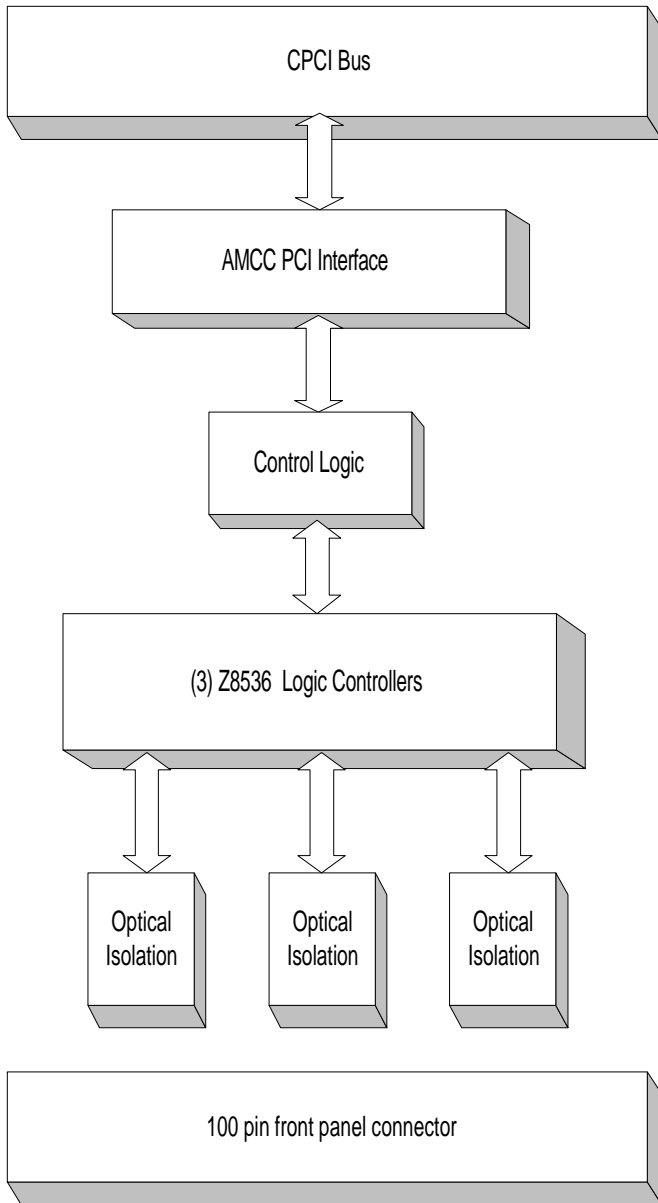 CPCI Bus
AMCC PCI Interface
Control Logic
(3) Z8536 Logic Controllers
Optical
Isolation
Optical
Isolation
Optical
Isolation
100 pin front panel connector